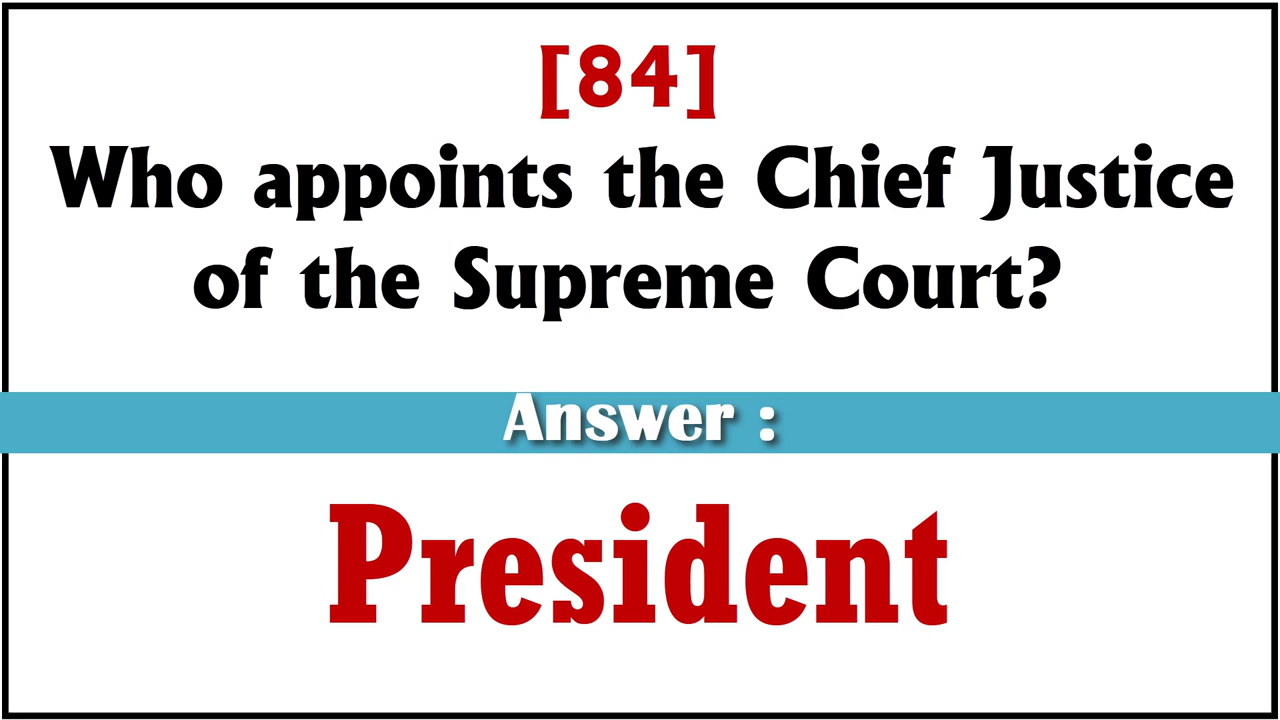 [84]
Who appoints the Chief Justice
of the Supreme Court?
Answer :
President